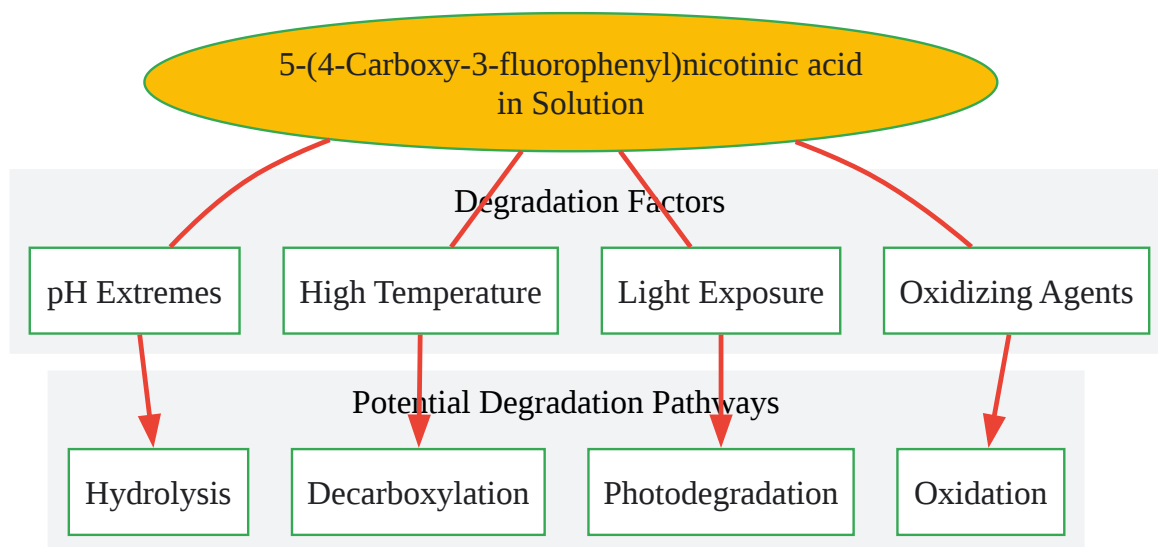 5-(4-Carboxy-3-fluorophenyl)nicotinic acid
in Solution
Degradation Factors
pH Extremes
High Temperature
Light Exposure
Oxidizing Agents
Potential Degradation Pathways
Hydrolysis
Decarboxylation
Photodegradation
Oxidation